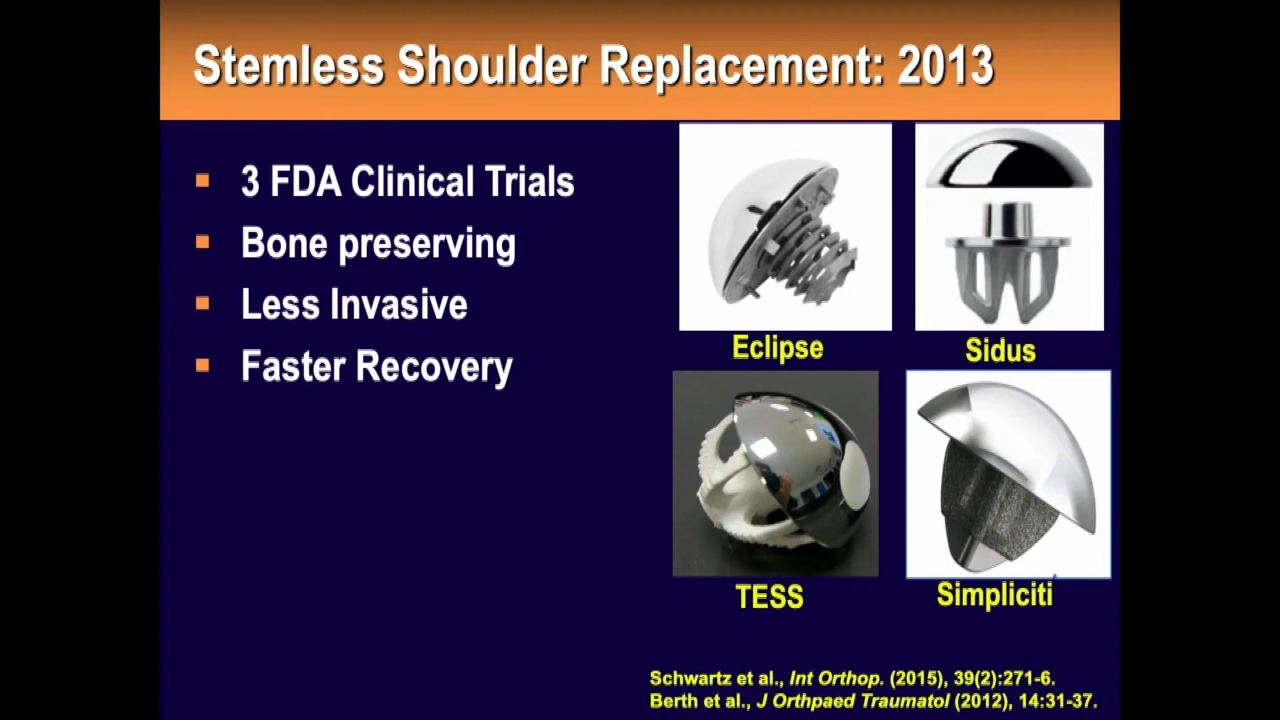 Stemless Shoulder Replacement: 2013
3 FDA Clinical Trials
Bone preserving
Less Invasive
Faster Recovery
Eclipse
Sidus
TESS
Simpliciti
Schwartz et al., Int Orthop. (2015), 39(2):271-6.
Berth et al., J Orthpaed Traumatol (2012), 14:31-37.